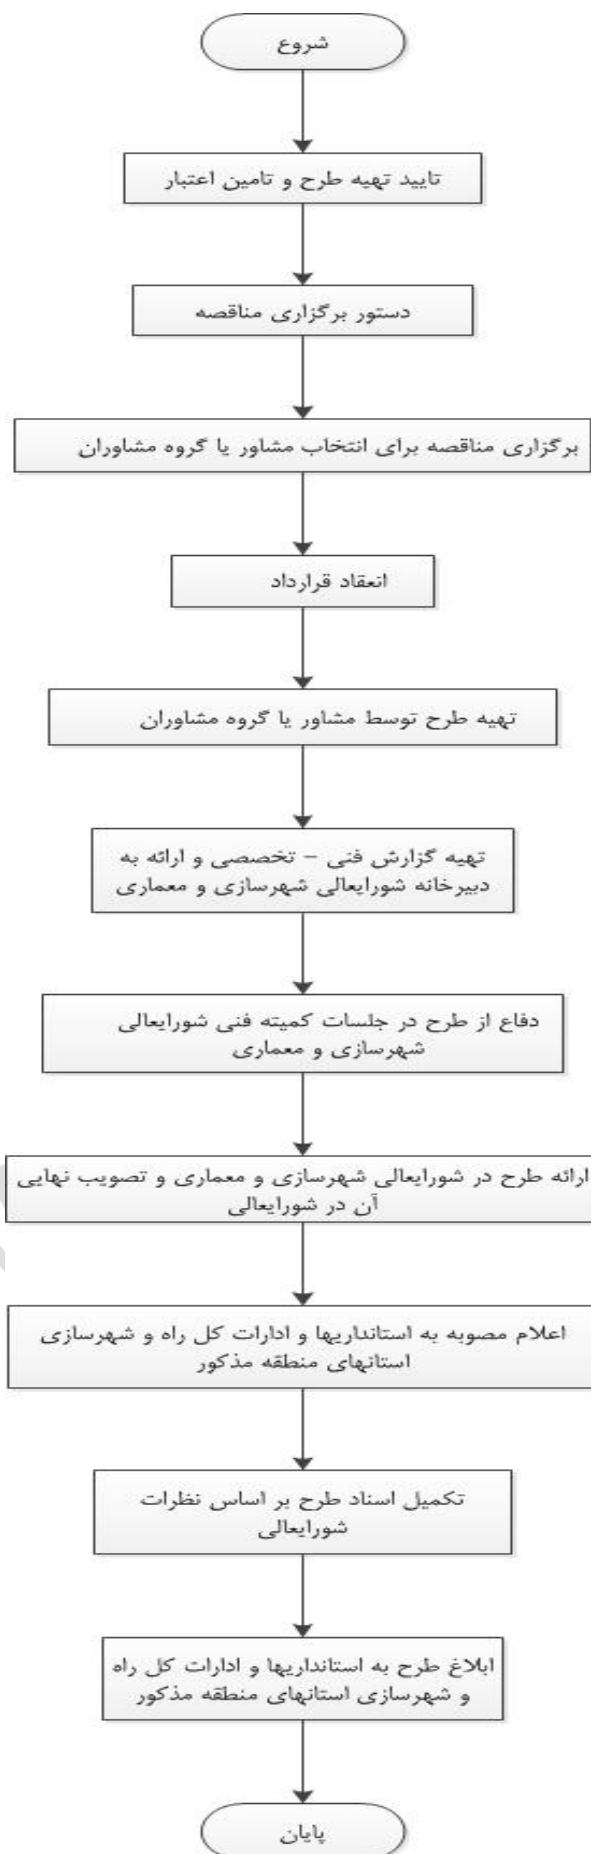 شروع
تایید تهیه طرح و تامین اعتبار
دستور برگزاری مناقصه
برگزاری مناقصه برای انتخاب مشاور یا گروه مشاوران
انعقاد قرارداد
تهیه طرح توسط مشاور یا گروه مشاوران
تهیه گزارش فنی – تخصصی و ارائه به
دبیرخانه شورایعالی شهرسازی و معماری
دفاع از طرح در جلسات کمیته فنی شورایعالی
شهرسازی و معماری
ارائه طرح در شورایعالی شهرسازی و معماری و تصویب نهایی
آن در شورایعالی
اعلام مصوبه به استانداریها و ادارات کل راه و شهرسازی
استانهای منطقه مذکور
تکمیل اسناد طرح بر اساس نظرات
شورایعالی
ابلاغ طرح به استانداریها و ادارات کل راه
و شهرسازی استانهای منطقه مذکور
پایان